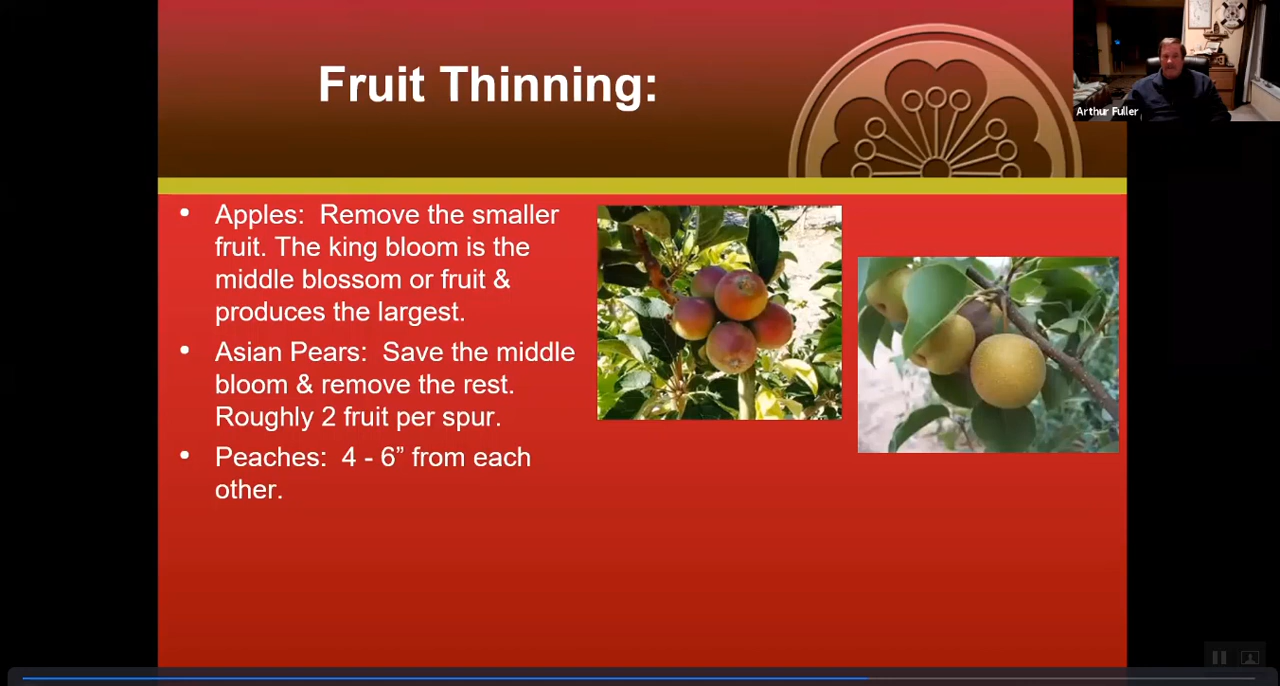 Fruit Thinning:
Arthur Fuller
• Apples: Remove the smaller
fruit. The king bloom is the
middle blossom or fruit &
produces the largest.
• Asian Pears: Save the middle
bloom & remove the rest.
Roughly 2 fruit per spur.
• Peaches: 4 - 6” from each
other.